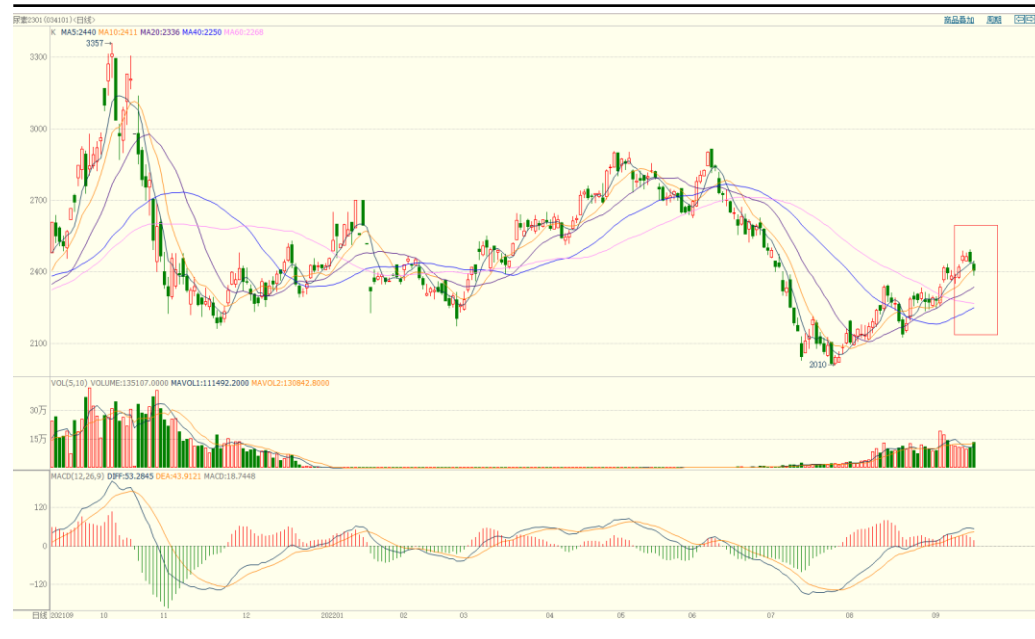 尿素2301(034101)<日线>
商品叠加 周期
K MA5:2440 MA10:2411 MA20:2336 MA40:2250 MA60:2268
3357→
3300
3000
2700
2400
2100
2010→
VOL(5,10) VOLUME:135107.0000 MAVOL1:111492.2000 MAVOL2:130842.8000
30万
15万
MACD(12,26,9) DIFF:53.2845 DEA:43.9121 MACD:18.7448
120
0
-120
日线 202109 10 11 12 202201 02 03 04 05 06 07 08 09